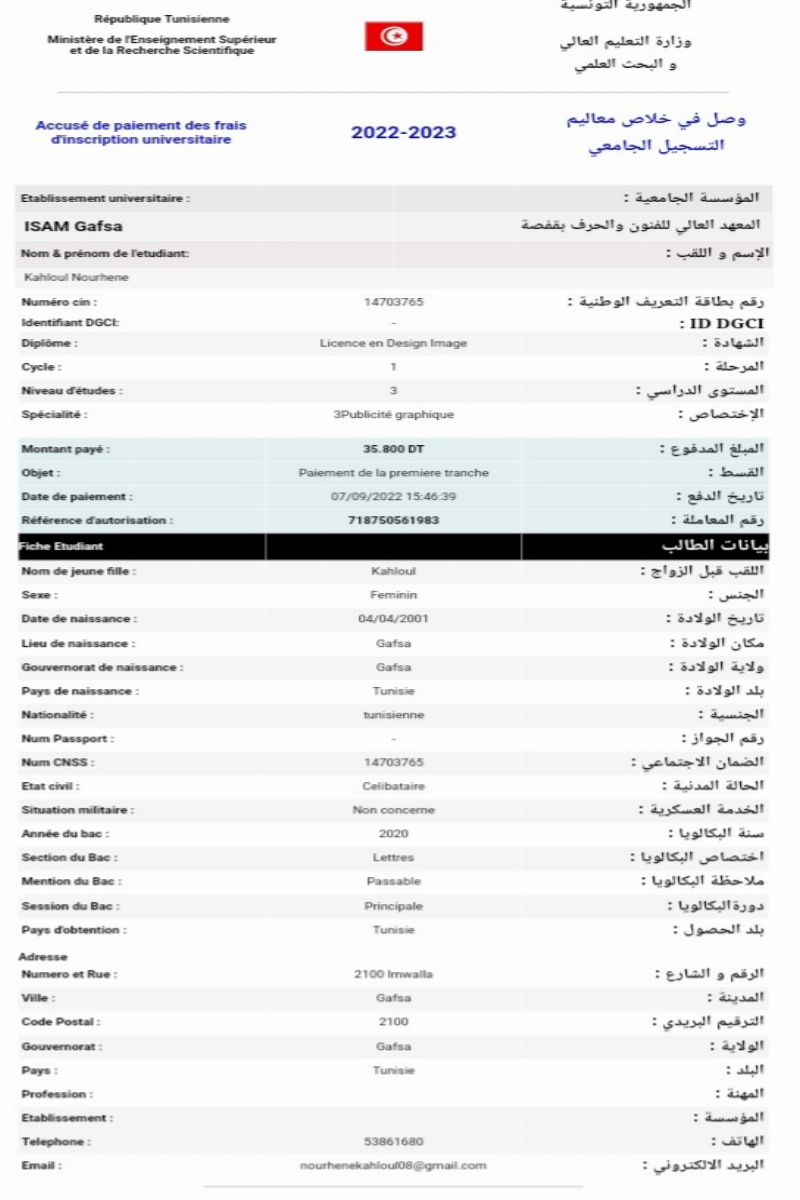 République Tunisienne
الجمهورية التونسية
Ministère de l'Enseignement Supérieur
et de la Recherche Scientifique
وزارة التعليم العالي
و البحث العلمي
Accusé de paiement des frais
d'inscription universitaire
2022-2023
وصل في خلاص معاليم
التسجيل الجامعي
Etablissement universitaire : المؤسسة الجامعية :
ISAM Gafsa المعهد العالي للفنون والحرف بقفصة
Nom & prénom de l'etudiant: الإسم و اللقب :
Kahloul Nourhene
Numéro cin : 14703765 رقم بطاقة التعريف الوطنية :
Identifiant DGCI: - ID DGCI :
Diplôme : Licence en Design Image الشهادة :
Cycle : 1 المرحلة :
Niveau d'études : 3 المستوى الدراسي :
Spécialité : 3Publicité graphique الإختصاص :
Montant payé : 35.800 DT المبلغ المدفوع :
Objet : Paiement de la premiere tranche القسط :
Date de paiement : 07/09/2022 15:46:39 تاريخ الدفع :
Référence d'autorisation : 718750561983 رقم المعاملة :
Fiche Etudiant بيانات الطالب
Nom de jeune fille : Kahloul اللقب قبل الزواج :
Sexe : Feminin الجنس :
Date de naissance : 04/04/2001 تاريخ الولادة :
Lieu de naissance : Gafsa مكان الولادة :
Gouvernorat de naissance : Gafsa ولاية الولادة :
Pays de naissance : Tunisie بلد الولادة :
Nationalité : tunisienne الجنسية :
Num Passport : - رقم الجواز :
Num CNSS : 14703765 الضمان الاجتماعي :
Etat civil : Celibataire الحالة المدنية :
Situation militaire : Non concerne الخدمة العسكرية :
Année du bac : 2020 سنة البكالويا :
Section du Bac : Lettres اختصاص البكالويا :
Mention du Bac : Passable ملاحظة البكالويا :
Session du Bac : Principale دورةالبكالويا :
Pays d'obtention : Tunisie بلد الحصول :
Adresse
Numero et Rue : 2100 lmwalla الرقم و الشارع :
Ville : Gafsa المدينة :
Code Postal : 2100 الترقيم البريدي :
Gouvernorat : Gafsa الولاية :
Pays : Tunisie البلد :
Profession : المهنة :
Etablissement : المؤسسة :
Telephone : 53861680 الهاتف :
Email : nourhenekahloul08@gmail.com البريد الالكتروني :